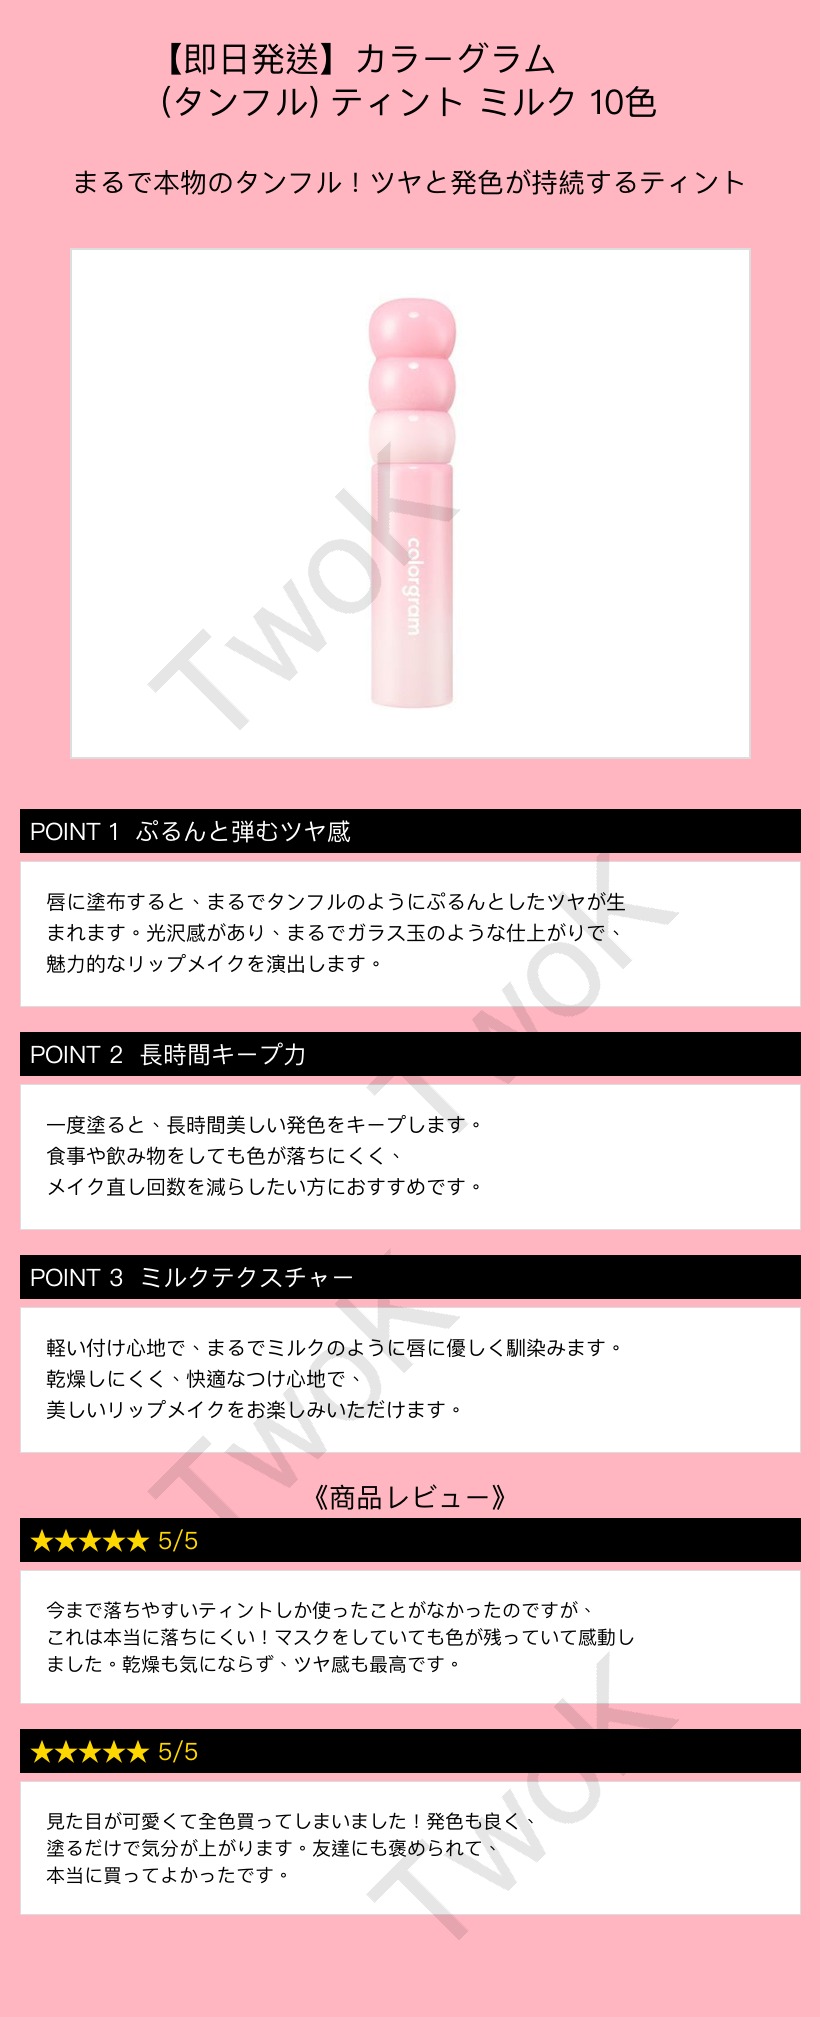 【即日発送】カラーグラム
(タンフル) ティント ミルク 10色
まるで本物のタンフル！ツヤと発色が持続するティント
colorgram
TwoK
POINT 1 ぷるんと弾むツヤ感
唇に塗布すると、まるでタンフルのようにぷるんとしたツヤが生
まれます。光沢感があり、まるでガラス玉のような仕上がりで、
魅力的なリップメイクを演出します。
TwoK
POINT 2 長時間キープ力
一度塗ると、長時間美しい発色をキープします。
食事や飲み物をしても色が落ちにくく、
メイク直し回数を減らしたい方におすすめです。
POINT 3 ミルクテクスチャー
軽い付け心地で、まるでミルクのように唇に優しく馴染みます。
乾燥しにくく、快適なつけ心地で、
美しいリップメイクをお楽しみいただけます。
TwoK
《商品レビュー》
★★★★★ 5/5
今まで落ちやすいティントしか使ったことがなかったのですが、
これは本当に落ちにくい！マスクをしていても色が残っていて感動し
ました。乾燥も気にならず、ツヤ感も最高です。
★★★★★ 5/5
見た目が可愛くて全色買ってしまいました！発色も良く、
塗るだけで気分が上がります。友達にも褒められて、
本当に買ってよかったです。
TwoK